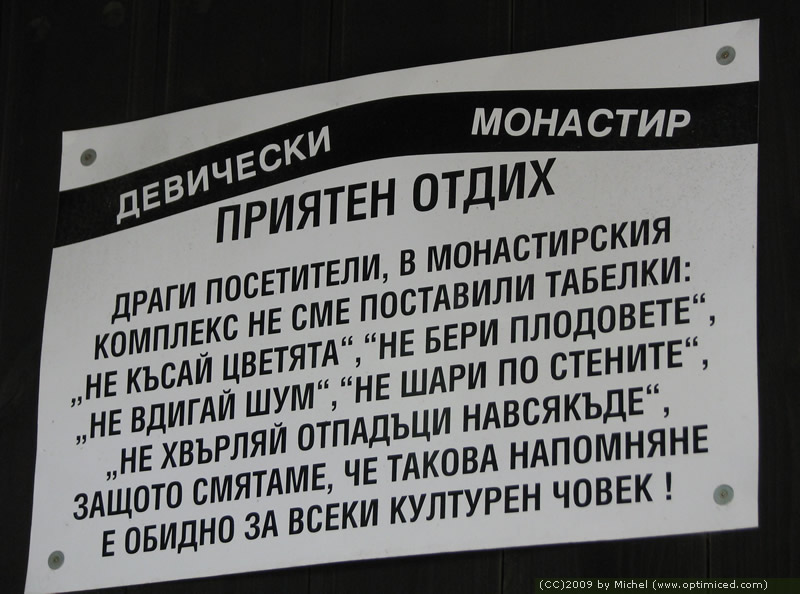 ДЕВИЧЕСКИ МОНАСТИР
ПРИЯТЕН ОТДИХ
ДРАГИ ПОСЕТИТЕЛИ, В МОНАСТИРСКИЯ
КОМПЛЕКС НЕ СМЕ ПОСТАВИЛИ ТАБЕЛКИ:
„НЕ КЪСАЙ ЦВЕТЯТА“,“НЕ БЕРИ ПЛОДОВЕТЕ“,
„НЕ ВДИГАЙ ШУМ“,“НЕ ШАРИ ПО СТЕНИТЕ“,
„НЕ ХВЪРЛЯЙ ОТПАДЪЦИ НАВСЯКЪДЕ“,
ЗАЩОТО СМЯТАМЕ, ЧЕ ТАКОВА НАПОМНЯНЕ
Е ОБИДНО ЗА ВСЕКИ КУЛТУРЕН ЧОВЕК !
(CC)2009 by Michel (www.optimiced.com)